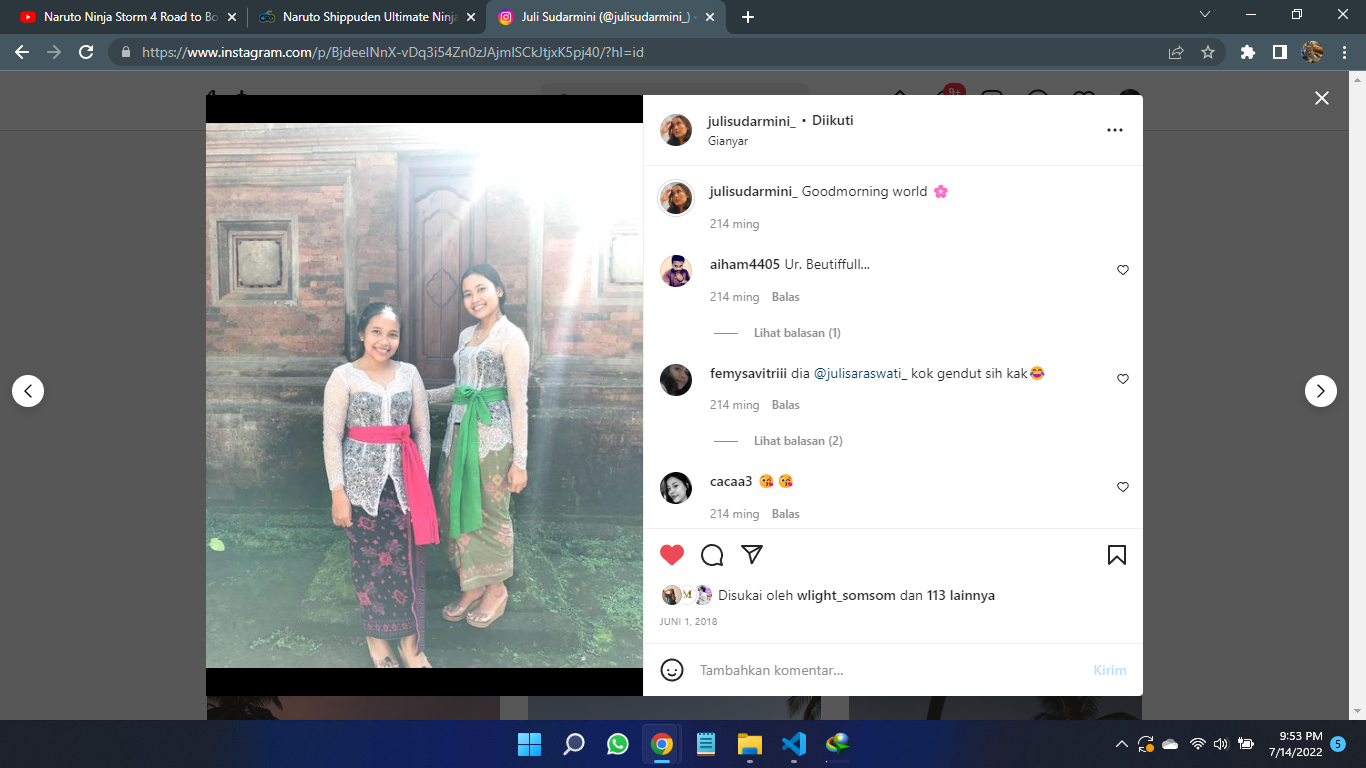 Naruto Ninja Storm 4 Road to Bo
Naruto Shippuden Ultimate Ninja
Juli Sudarmini (@julisudarmini_) •
https://www.instagram.com/p/BjdeeINnX-vDq3i54Zn0zJAjmISCkJtjxK5pj40/?hl=id
9+
julisudarmini_ • Diikuti
Gianyar
julisudarmini_ Goodmorning world 🌸
214 ming
aiham4405 Ur. Beutiffull...
214 ming Balas
Lihat balasan (1)
femysavitriii dia @julisaraswati_ kok gendut sih kak😂
214 ming Balas
Lihat balasan (2)
cacaa3 😘 😘
214 ming Balas
Disukai oleh wlight_somsom dan 113 lainnya
JUNI 1, 2018
Tambahkan komentar...
Kirim
9:53 PM
7/14/2022
5